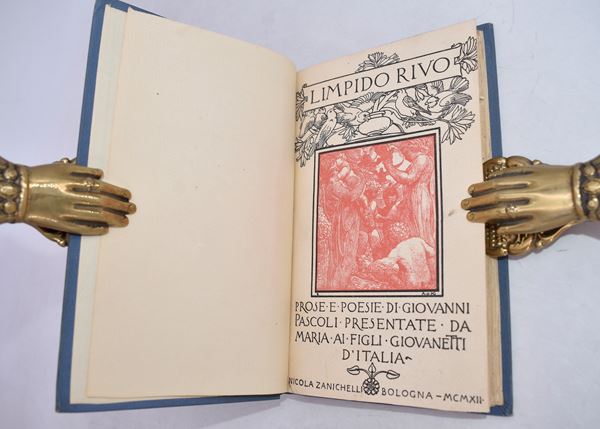 LIMPIDO RIVO
PROSE · E · POESIE · DI · GIOVANNI
PASCOLI · PRESENTATE · DA
MARIA · AI · FIGLI · GIOVANETTI
D'ITALIA
NICOLA ZANICHELLI BOLOGNA – MCMXII ·